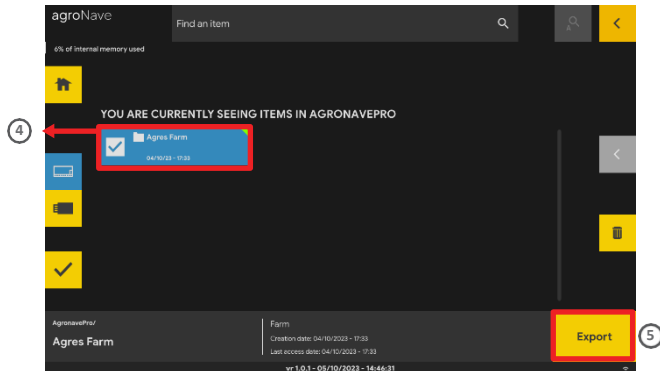 agroNave
Find an item
6% of internal memory used
YOU ARE CURRENTLY SEEING ITEMS IN AGRONAVEPRO
4
Agres Farm
04/10/23 - 17:33
AgronavePro/
Agres Farm
Farm
Creation date: 04/10/2023 - 17:33
Last access date: 04/10/2023 - 17:33
Export
5
vr 1.0.1 - 05/10/2023 - 14:46:31